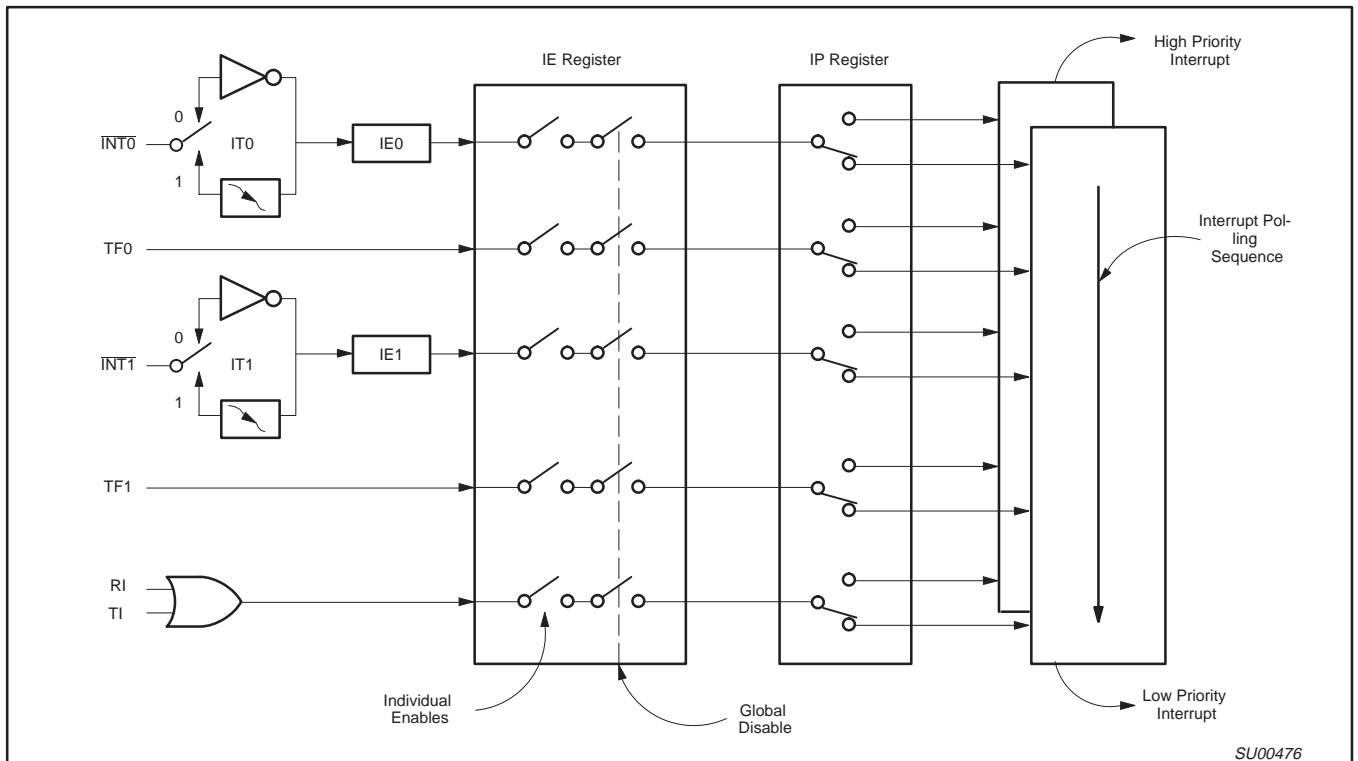 High Priority
Interrupt
IE Register
IP Register
0
INT0
IT0
IE0
1
TF0
Interrupt Pol-
ling
Sequence
0
INT1
IT1
IE1
1
TF1
RI
TI
Individual
Enables
Global
Disable
Low Priority
Interrupt
SU00476